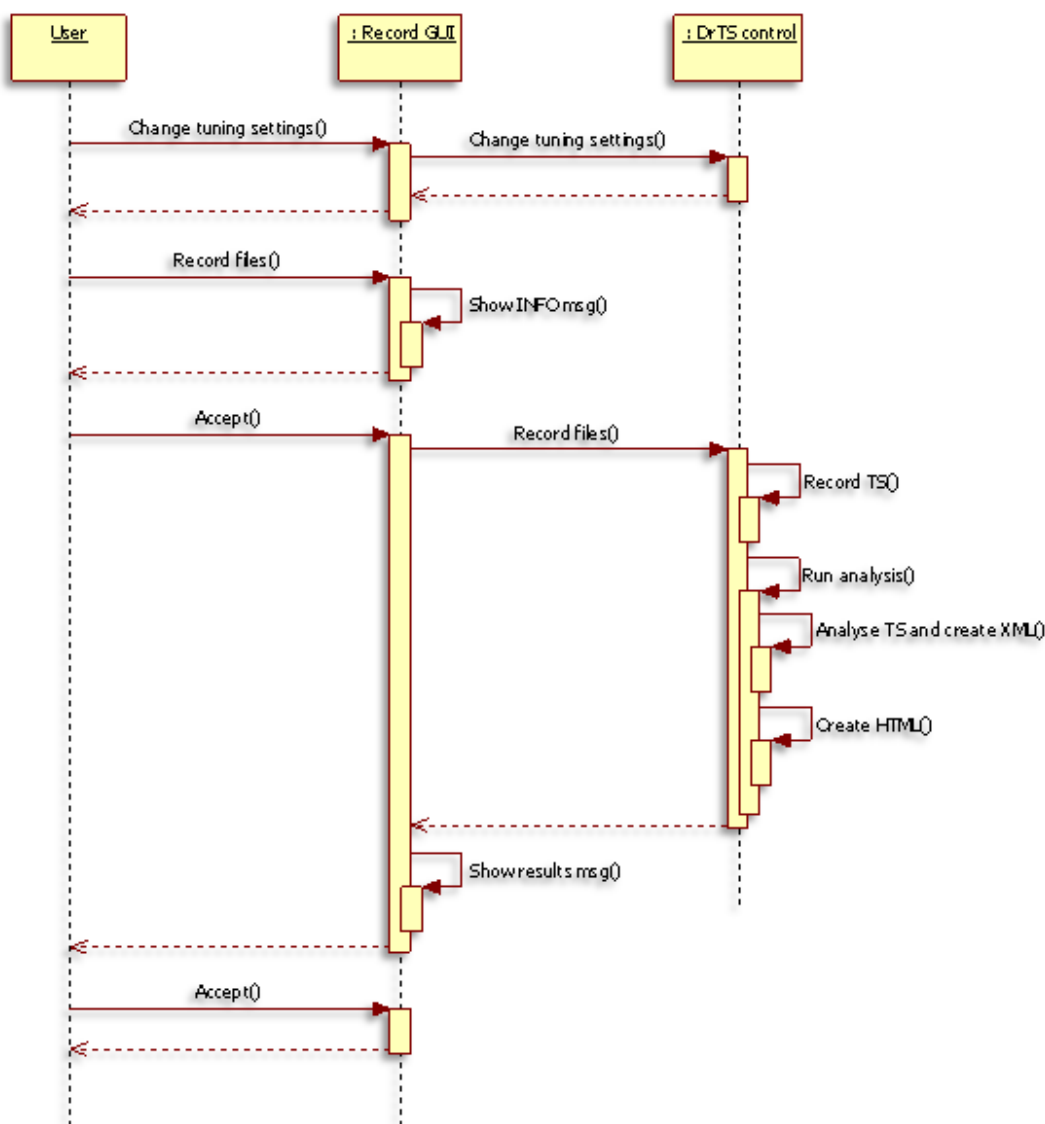 User
: Record GUI
: DrTS control
Change tuning settings()
Change tuning settings()
Record files()
Show INFO msg()
Accept()
Record files()
Record TS()
Run analysis()
Analyse TS and create XML()
Create HTML()
Show results msg()
Accept()